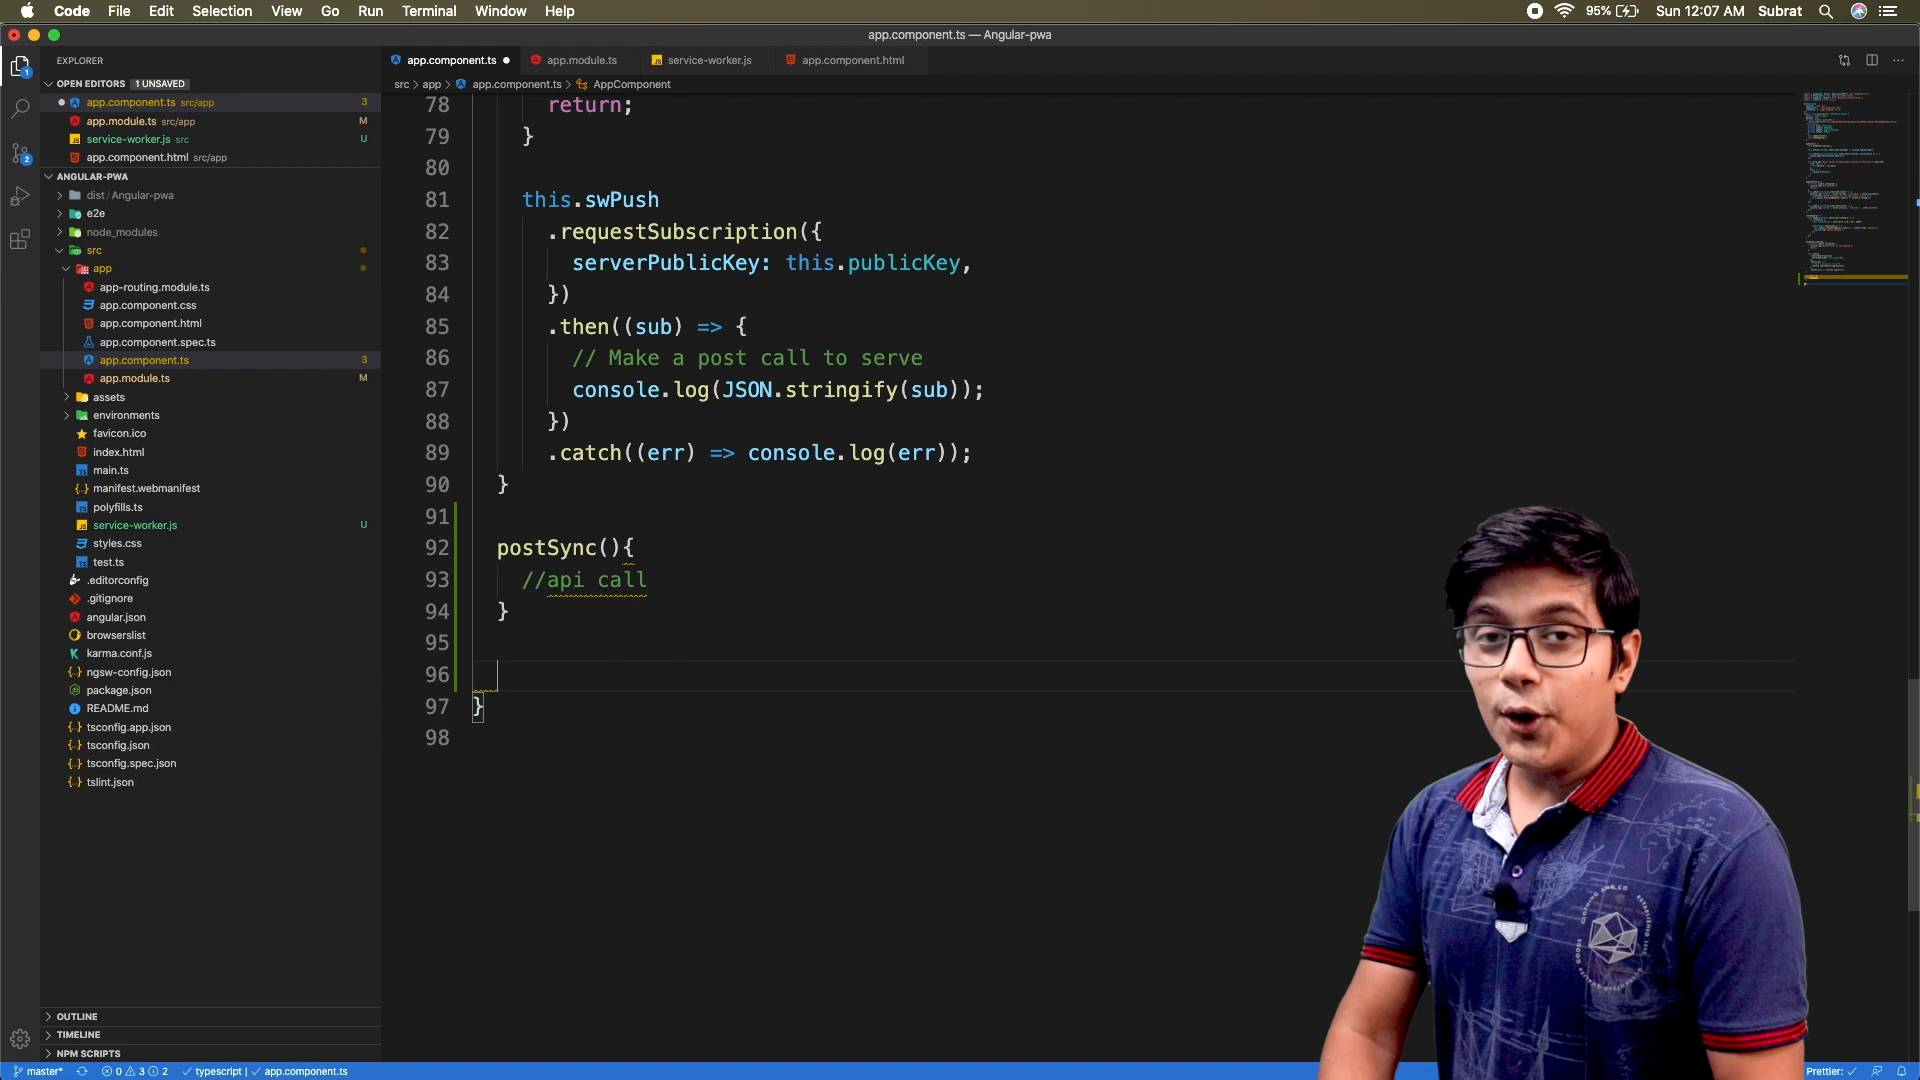 Code File Edit Selection View Go Run Terminal Window Help 95% Sun 12:07 AM Subrat
app.component.ts — Angular-pwa
EXPLORER
OPEN EDITORS 1 UNSAVED
app.component.ts src/app 3
app.module.ts src/app M
service-worker.js src U
app.component.html src/app
ANGULAR-PWA
dist / Angular-pwa
e2e
node_modules
src
app
app-routing.module.ts
app.component.css
app.component.html
app.component.spec.ts
app.component.ts 3
app.module.ts M
assets
environments
favicon.ico
index.html
main.ts
manifest.webmanifest
polyfills.ts
service-worker.js U
styles.css
test.ts
.editorconfig
.gitignore
angular.json
browserslist
karma.conf.js
ngsw-config.json
package.json
README.md
tsconfig.app.json
tsconfig.json
tsconfig.spec.json
tslint.json
OUTLINE
TIMELINE
NPM SCRIPTS
app.component.ts app.module.ts service-worker.js app.component.html
src > app > app.component.ts > AppComponent
78 return;
79 }
80
81 this.swPush
82 .requestSubscription({
83 serverPublicKey: this.publicKey,
84 })
85 .then((sub) => {
86 // Make a post call to serve
87 console.log(JSON.stringify(sub));
88 })
89 .catch((err) => console.log(err));
90 }
91
92 postSync(){
93 //api call
94 }
95
96
97 }
98
1
2
master* 0 3 2 typescript | app.component.ts Prettier: